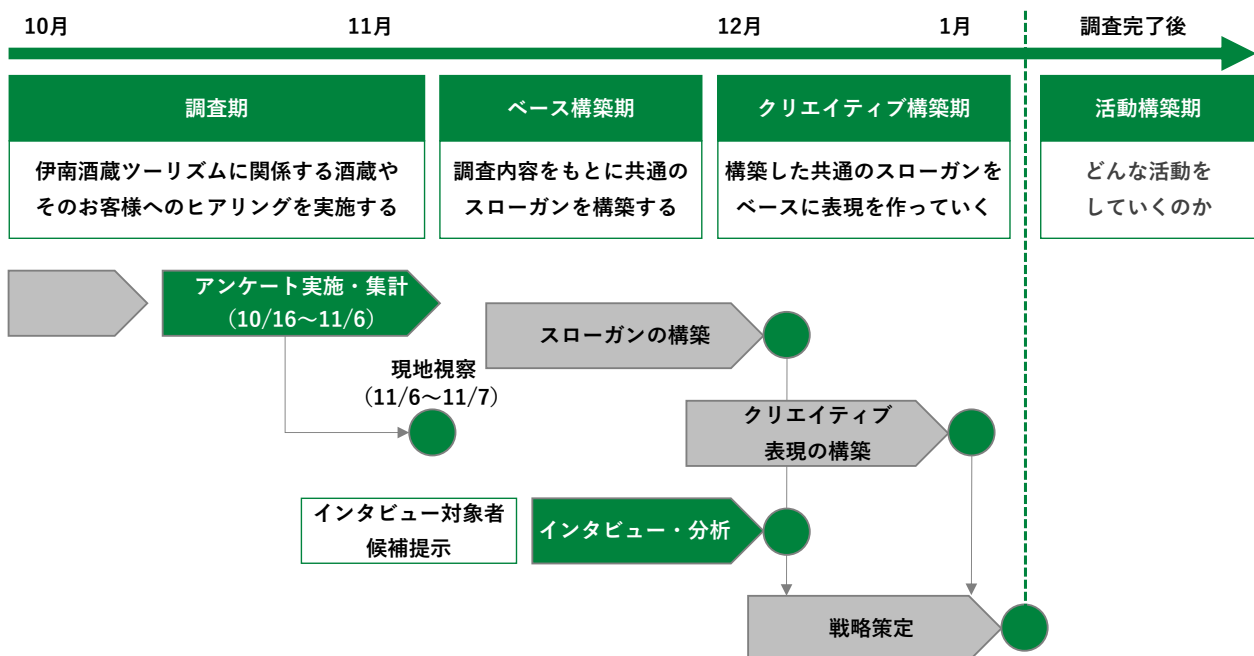 10月
11月
12月
1月
調査完了後
調査期
ベース構築期
クリエイティブ構築期
活動構築期
伊南酒蔵ツーリズムに関係する酒蔵や
そのお客様へのヒアリングを実施する
調査内容をもとに共通の
スローガンを構築する
構築した共通のスローガンを
ベースに表現を作っていく
どんな活動を
していくのか
アンケート実施・集計
（10/16〜11/6）
スローガンの構築
現地視察
（11/6〜11/7）
クリエイティブ
表現の構築
インタビュー対象者
候補提示
インタビュー・分析
戦略策定